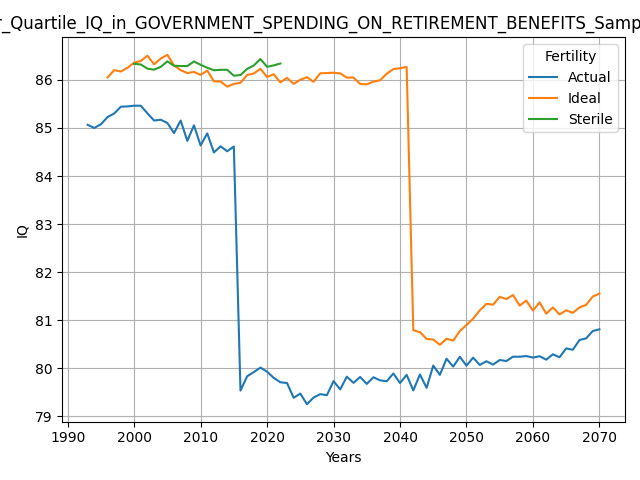 r_Quartile_IQ_in_GOVERNMENT_SPENDING_ON_RETIREMENT_BENEFITS_Samp
Fertility
Actual
Ideal
Sterile
IQ
86
85
84
83
82
81
80
79
1990 2000 2010 2020 2030 2040 2050 2060 2070
Years